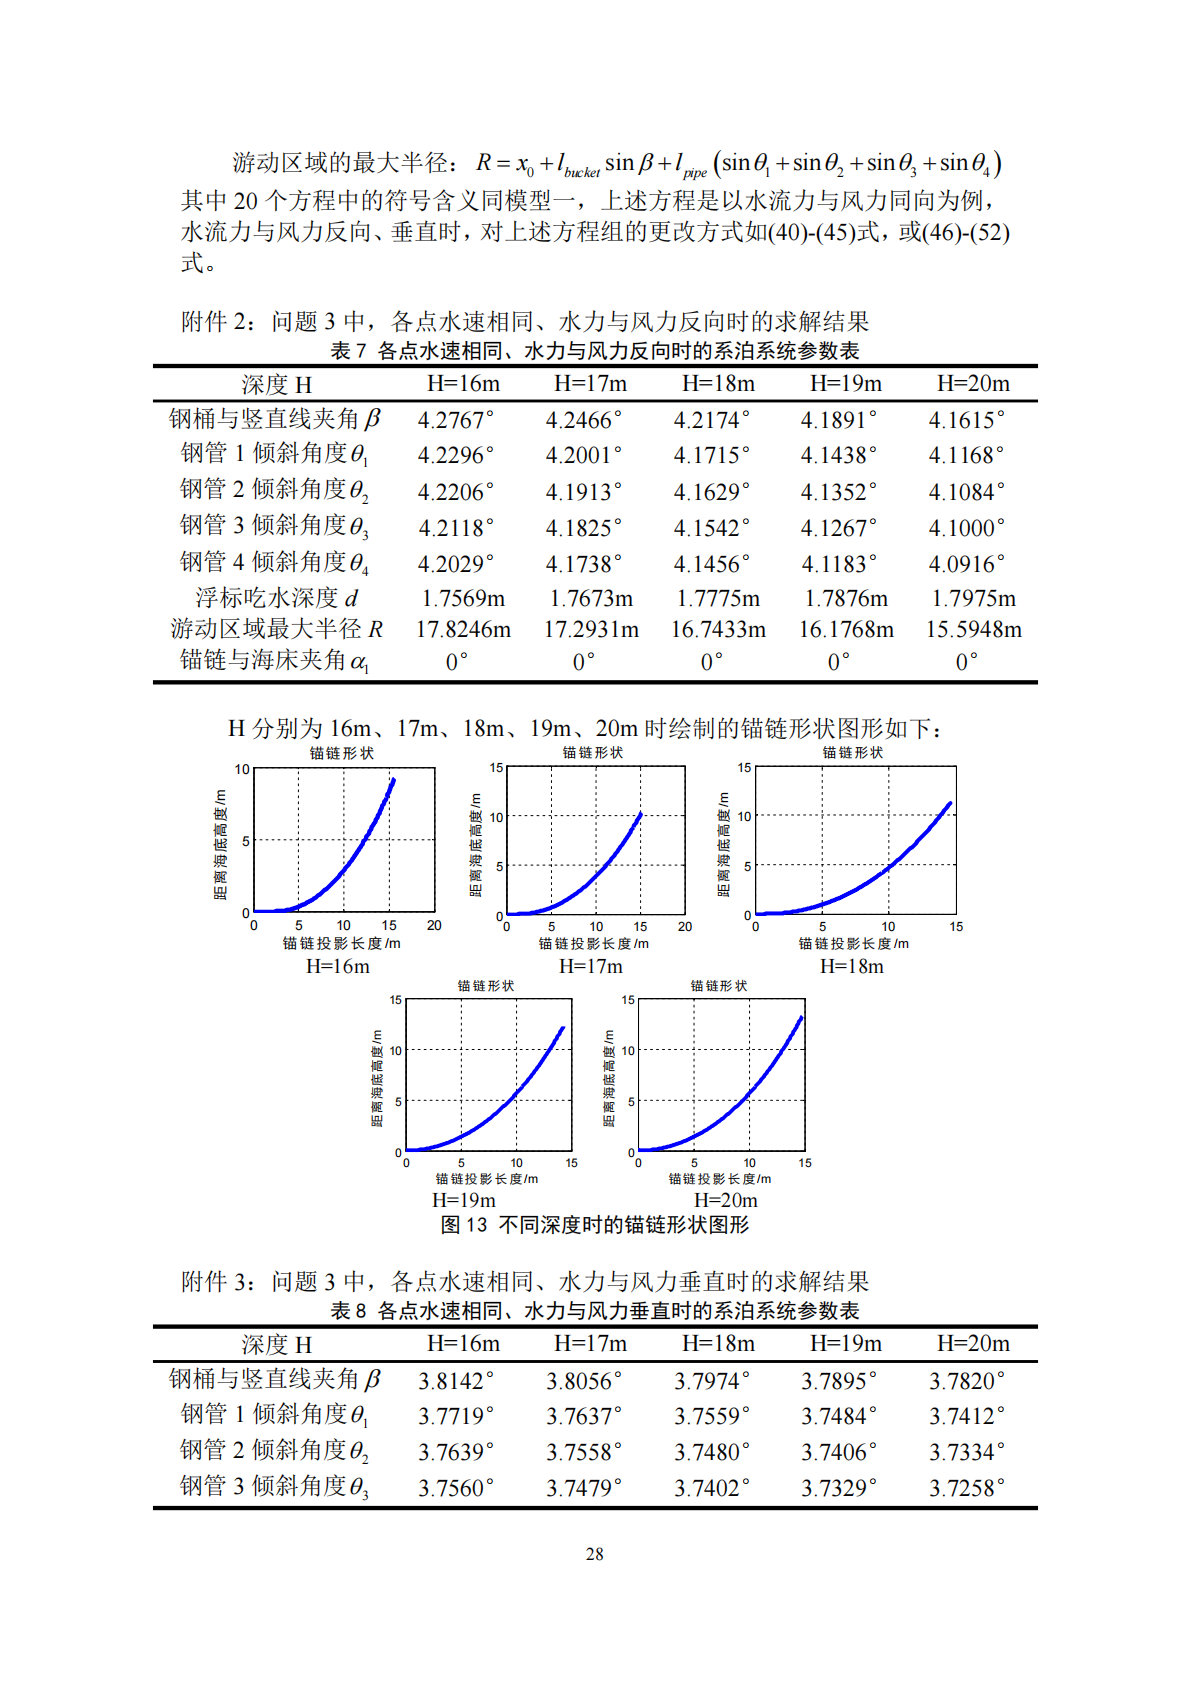 游动区域的最大半径：R = x₀ + l_bucket sin β + l_pipe (sin θ₁ + sin θ₂ + sin θ₃ + sin θ₄)
其中 20 个方程中的符号含义同模型一，上述方程是以水流力与风力同向为例，
水流力与风力反向、垂直时，对上述方程组的更改方式如(40)-(45)式，或(46)-(52)
式。
附件 2：问题 3 中，各点水速相同、水力与风力反向时的求解结果
表 7 各点水速相同、水力与风力反向时的系泊系统参数表
深度 H H=16m H=17m H=18m H=19m H=20m
钢桶与竖直线夹角 β 4.2767° 4.2466° 4.2174° 4.1891° 4.1615°
钢管 1 倾斜角度 θ₁ 4.2296° 4.2001° 4.1715° 4.1438° 4.1168°
钢管 2 倾斜角度 θ₂ 4.2206° 4.1913° 4.1629° 4.1352° 4.1084°
钢管 3 倾斜角度 θ₃ 4.2118° 4.1825° 4.1542° 4.1267° 4.1000°
钢管 4 倾斜角度 θ₄ 4.2029° 4.1738° 4.1456° 4.1183° 4.0916°
浮标吃水深度 d 1.7569m 1.7673m 1.7775m 1.7876m 1.7975m
游动区域最大半径 R 17.8246m 17.2931m 16.7433m 16.1768m 15.5948m
锚链与海床夹角 α₁ 0° 0° 0° 0° 0°
H 分别为 16m、17m、18m、19m、20m 时绘制的锚链形状图形如下：
锚链形状
距离海底高度/m
10
5
0
0 5 10 15 20
锚链投影长度/m
H=16m
锚链形状
距离海底高度/m
15
10
5
0
0 5 10 15 20
锚链投影长度/m
H=17m
锚链形状
距离海底高度/m
15
10
5
0
0 5 10 15
锚链投影长度/m
H=18m
锚链形状
距离海底高度/m
15
10
5
0
0 5 10 15
锚链投影长度/m
H=19m
锚链形状
距离海底高度/m
15
10
5
0
0 5 10 15
锚链投影长度/m
H=20m
图 13 不同深度时的锚链形状图形
附件 3：问题 3 中，各点水速相同、水力与风力垂直时的求解结果
表 8 各点水速相同、水力与风力垂直时的系泊系统参数表
深度 H H=16m H=17m H=18m H=19m H=20m
钢桶与竖直线夹角 β 3.8142° 3.8056° 3.7974° 3.7895° 3.7820°
钢管 1 倾斜角度 θ₁ 3.7719° 3.7637° 3.7559° 3.7484° 3.7412°
钢管 2 倾斜角度 θ₂ 3.7639° 3.7558° 3.7480° 3.7406° 3.7334°
钢管 3 倾斜角度 θ₃ 3.7560° 3.7479° 3.7402° 3.7329° 3.7258°
28